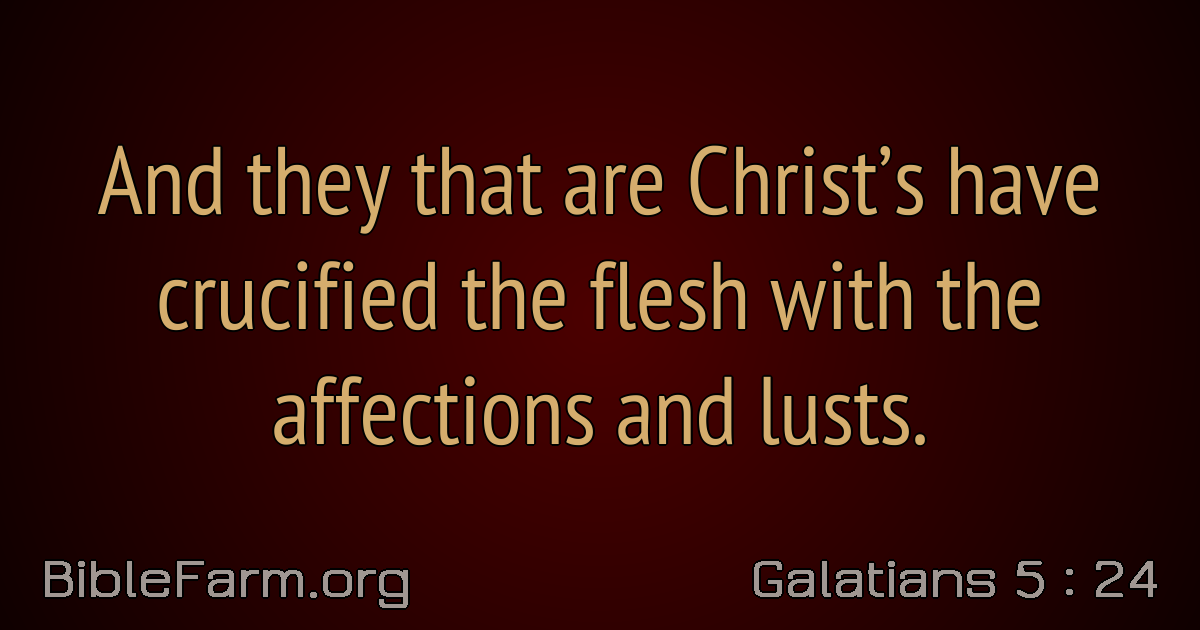 And they that are Christ’s have
crucified the flesh with the
affections and lusts.
BibleFarm.org
Galatians 5 : 24